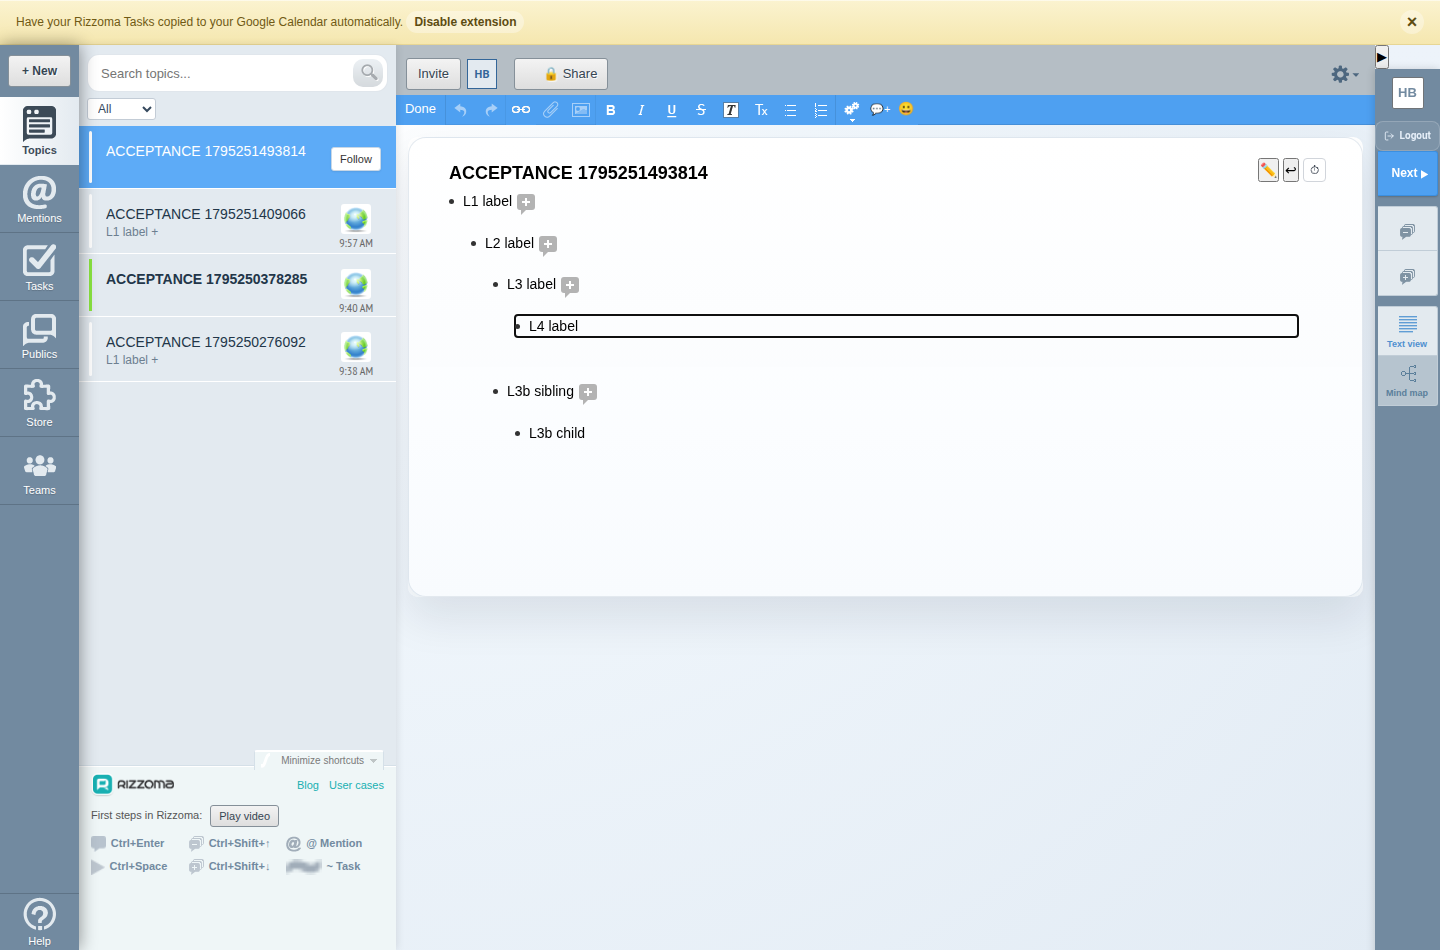 Have your Rizzoma Tasks copied to your Google Calendar automatically. Disable extension ×
+ New
Topics
Mentions
Tasks
Publics
Store
Teams
Help
Search topics...
All
ACCEPTANCE 1795251493814
Follow
ACCEPTANCE 1795251409066
L1 label +
9:57 AM
ACCEPTANCE 1795250378285
9:40 AM
ACCEPTANCE 1795250276092
L1 label +
9:38 AM
Minimize shortcuts
RIZZOMA
Blog User cases
First steps in Rizzoma: Play video
Ctrl+Enter Ctrl+Shift+↑ @ Mention
Ctrl+Space Ctrl+Shift+↓ ~ Task
Invite HB 🔒 Share
Done B I U S T Tx 💬+ 😀
ACCEPTANCE 1795251493814
• L1 label +
• L2 label +
• L3 label +
• L4 label
• L3b sibling +
• L3b child
▶
HB
Logout
Next ▶
Text view
Mind map